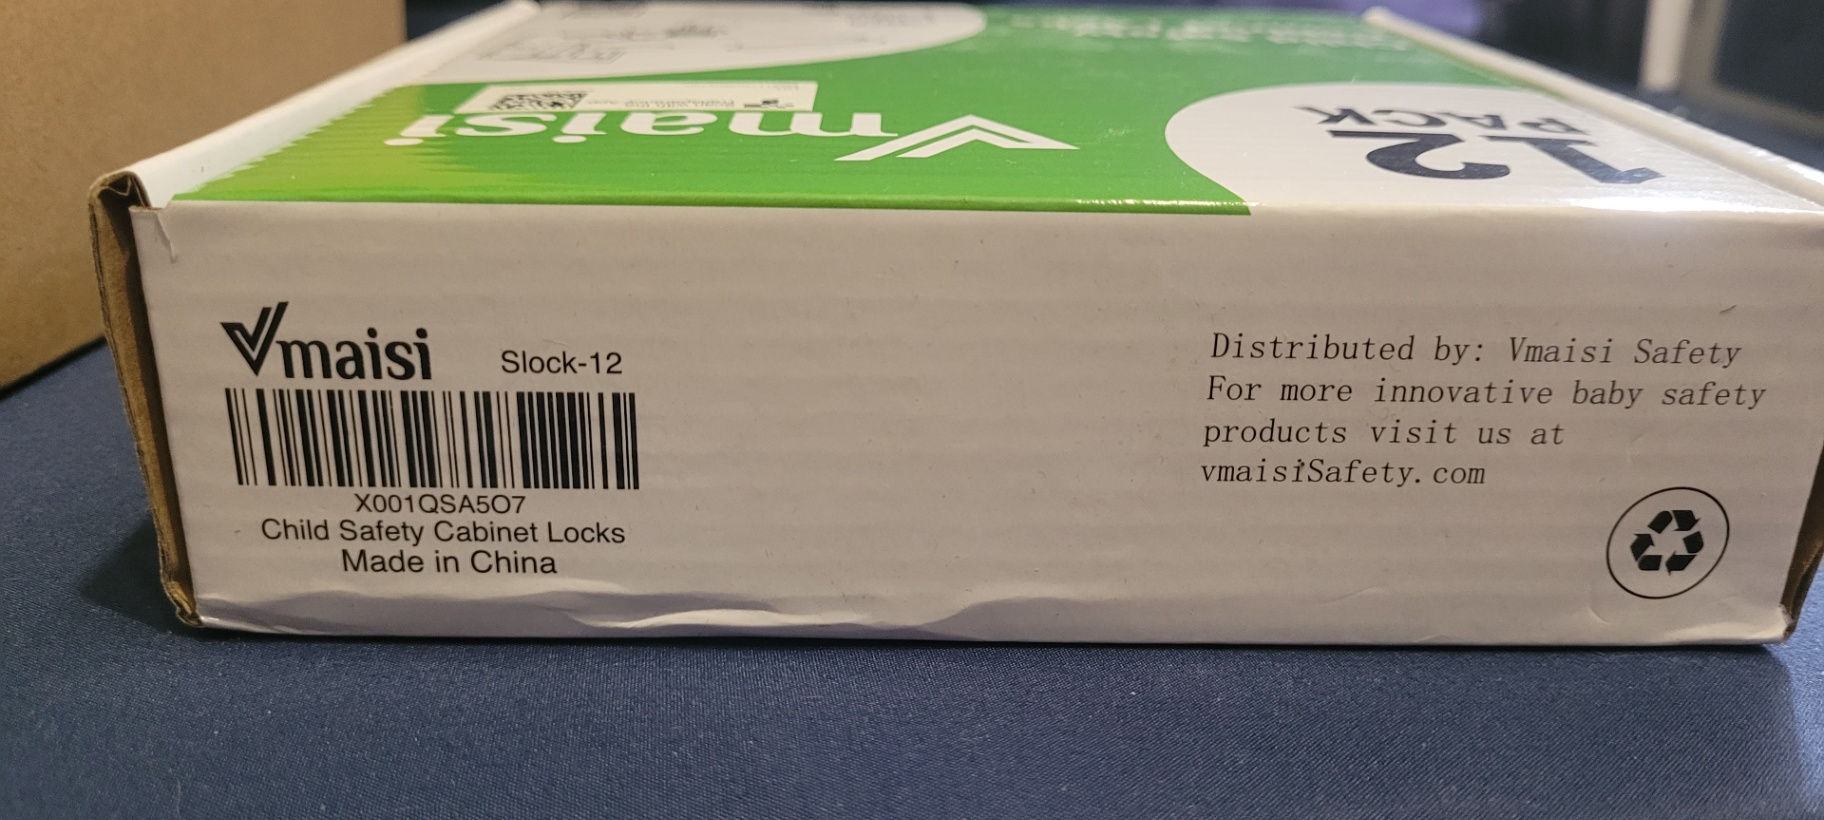 Vmaisi
12
PACK
Vmaisi
Slock-12
X001QSA5O7
Child Safety Cabinet Locks
Made in China
Distributed by: Vmaisi Safety
For more innovative baby safety
products visit us at
vmaisiSafety.com